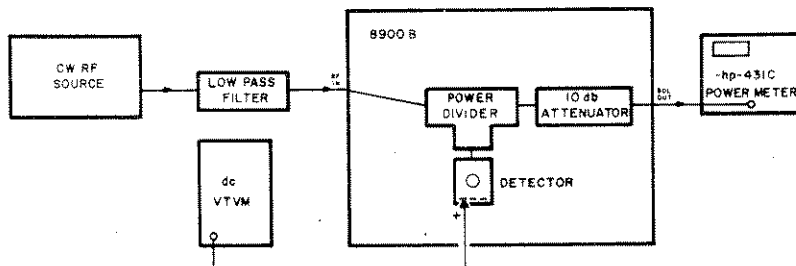 8900 B
CW RF
SOURCE
LOW PASS
FILTER
RF
IN
POWER
DIVIDER
10 db
ATTENUATOR
BOL
OUT
-hp-431C
POWER METER
dc
VTVM
DETECTOR
+